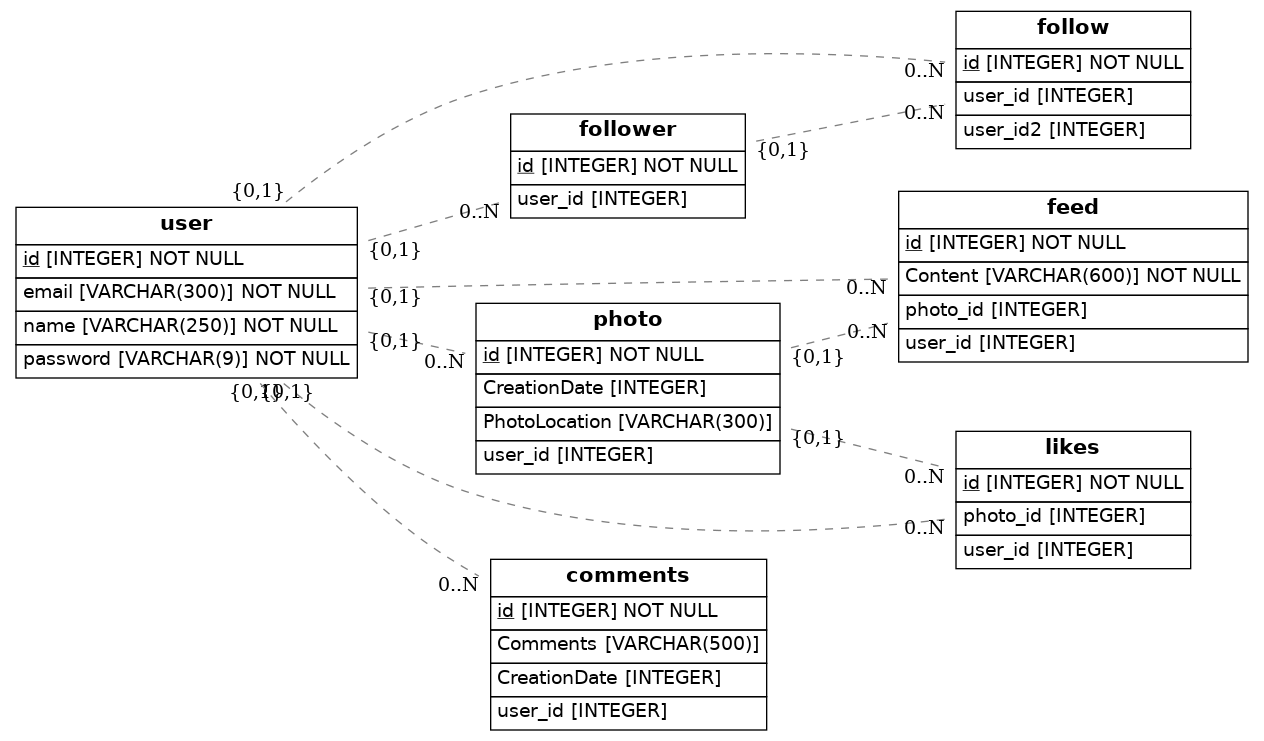 follow
id [INTEGER] NOT NULL
user_id [INTEGER]
user_id2 [INTEGER]
0..N
0..N
follower
id [INTEGER] NOT NULL
user_id [INTEGER]
{0,1}
0..N
{0,1}
user
id [INTEGER] NOT NULL
email [VARCHAR(300)] NOT NULL
name [VARCHAR(250)] NOT NULL
password [VARCHAR(9)] NOT NULL
{0,1}
{0,1}
{0,1}
{0,1}
{0,1}
feed
id [INTEGER] NOT NULL
Content [VARCHAR(600)] NOT NULL
photo_id [INTEGER]
user_id [INTEGER]
0..N
0..N
photo
id [INTEGER] NOT NULL
CreationDate [INTEGER]
PhotoLocation [VARCHAR(300)]
user_id [INTEGER]
0..N
{0,1}
{0,1}
likes
id [INTEGER] NOT NULL
photo_id [INTEGER]
user_id [INTEGER]
0..N
0..N
comments
id [INTEGER] NOT NULL
Comments [VARCHAR(500)]
CreationDate [INTEGER]
user_id [INTEGER]
0..N